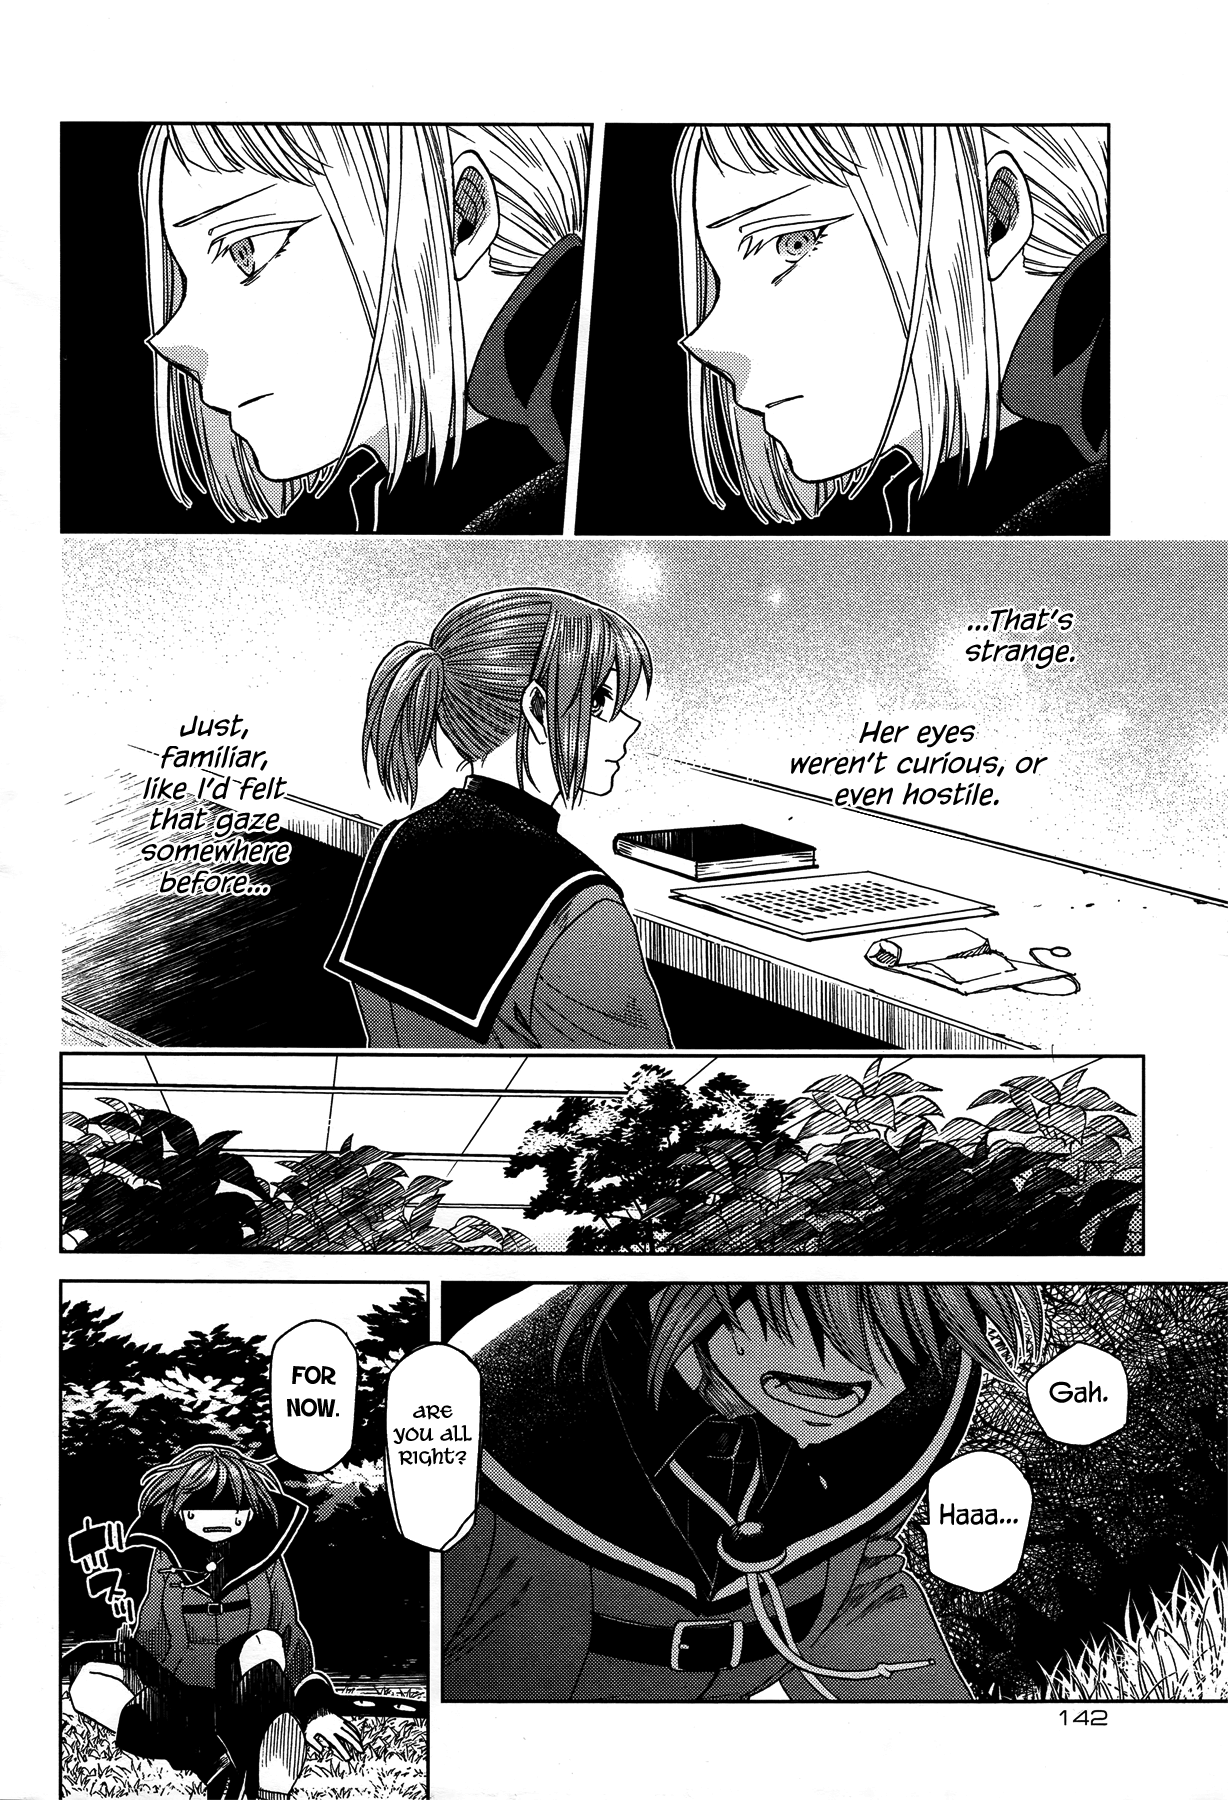 ...That's
strange.
Her eyes
weren't curious, or
even hostile.
Just,
familiar,
like I'd felt
that gaze
somewhere
before...
Gah.
Haaa...
ARE
YOU ALL
RIGHT?
FOR
NOW.
142